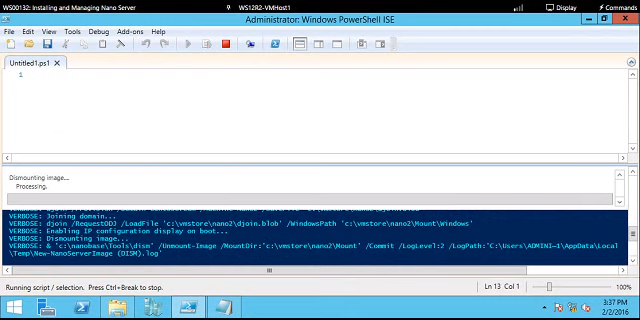 WS00132: Installing and Managing Nano Server
WS12R2-VMHost1
Display
Commands
Administrator: Windows PowerShell ISE
File Edit View Tools Debug Add-ons Help
Untitled1.ps1
1
Dismounting image...
Processing.
VERBOSE: Joining domain...
VERBOSE: djoin /RequestODJ /LoadFile 'c:\vmstore\nano2\djoin.blob' /WindowsPath 'c:\vmstore\nano2\Mount\Windows'
VERBOSE: Enabling IP configuration display on boot...
VERBOSE: Dismounting image...
VERBOSE: & 'c:\nanobase\Tools\dism' /Unmount-Image /MountDir:'c:\vmstore\nano2\Mount' /Commit /LogLevel:2 /LogPath:'C:\Users\ADMINI~1\AppData\Local
\Temp\New-NanoServerImage (DISM).log'
Running script / selection. Press Ctrl+Break to stop.
Ln 13 Col 1
100%
3:37 PM
2/2/2016